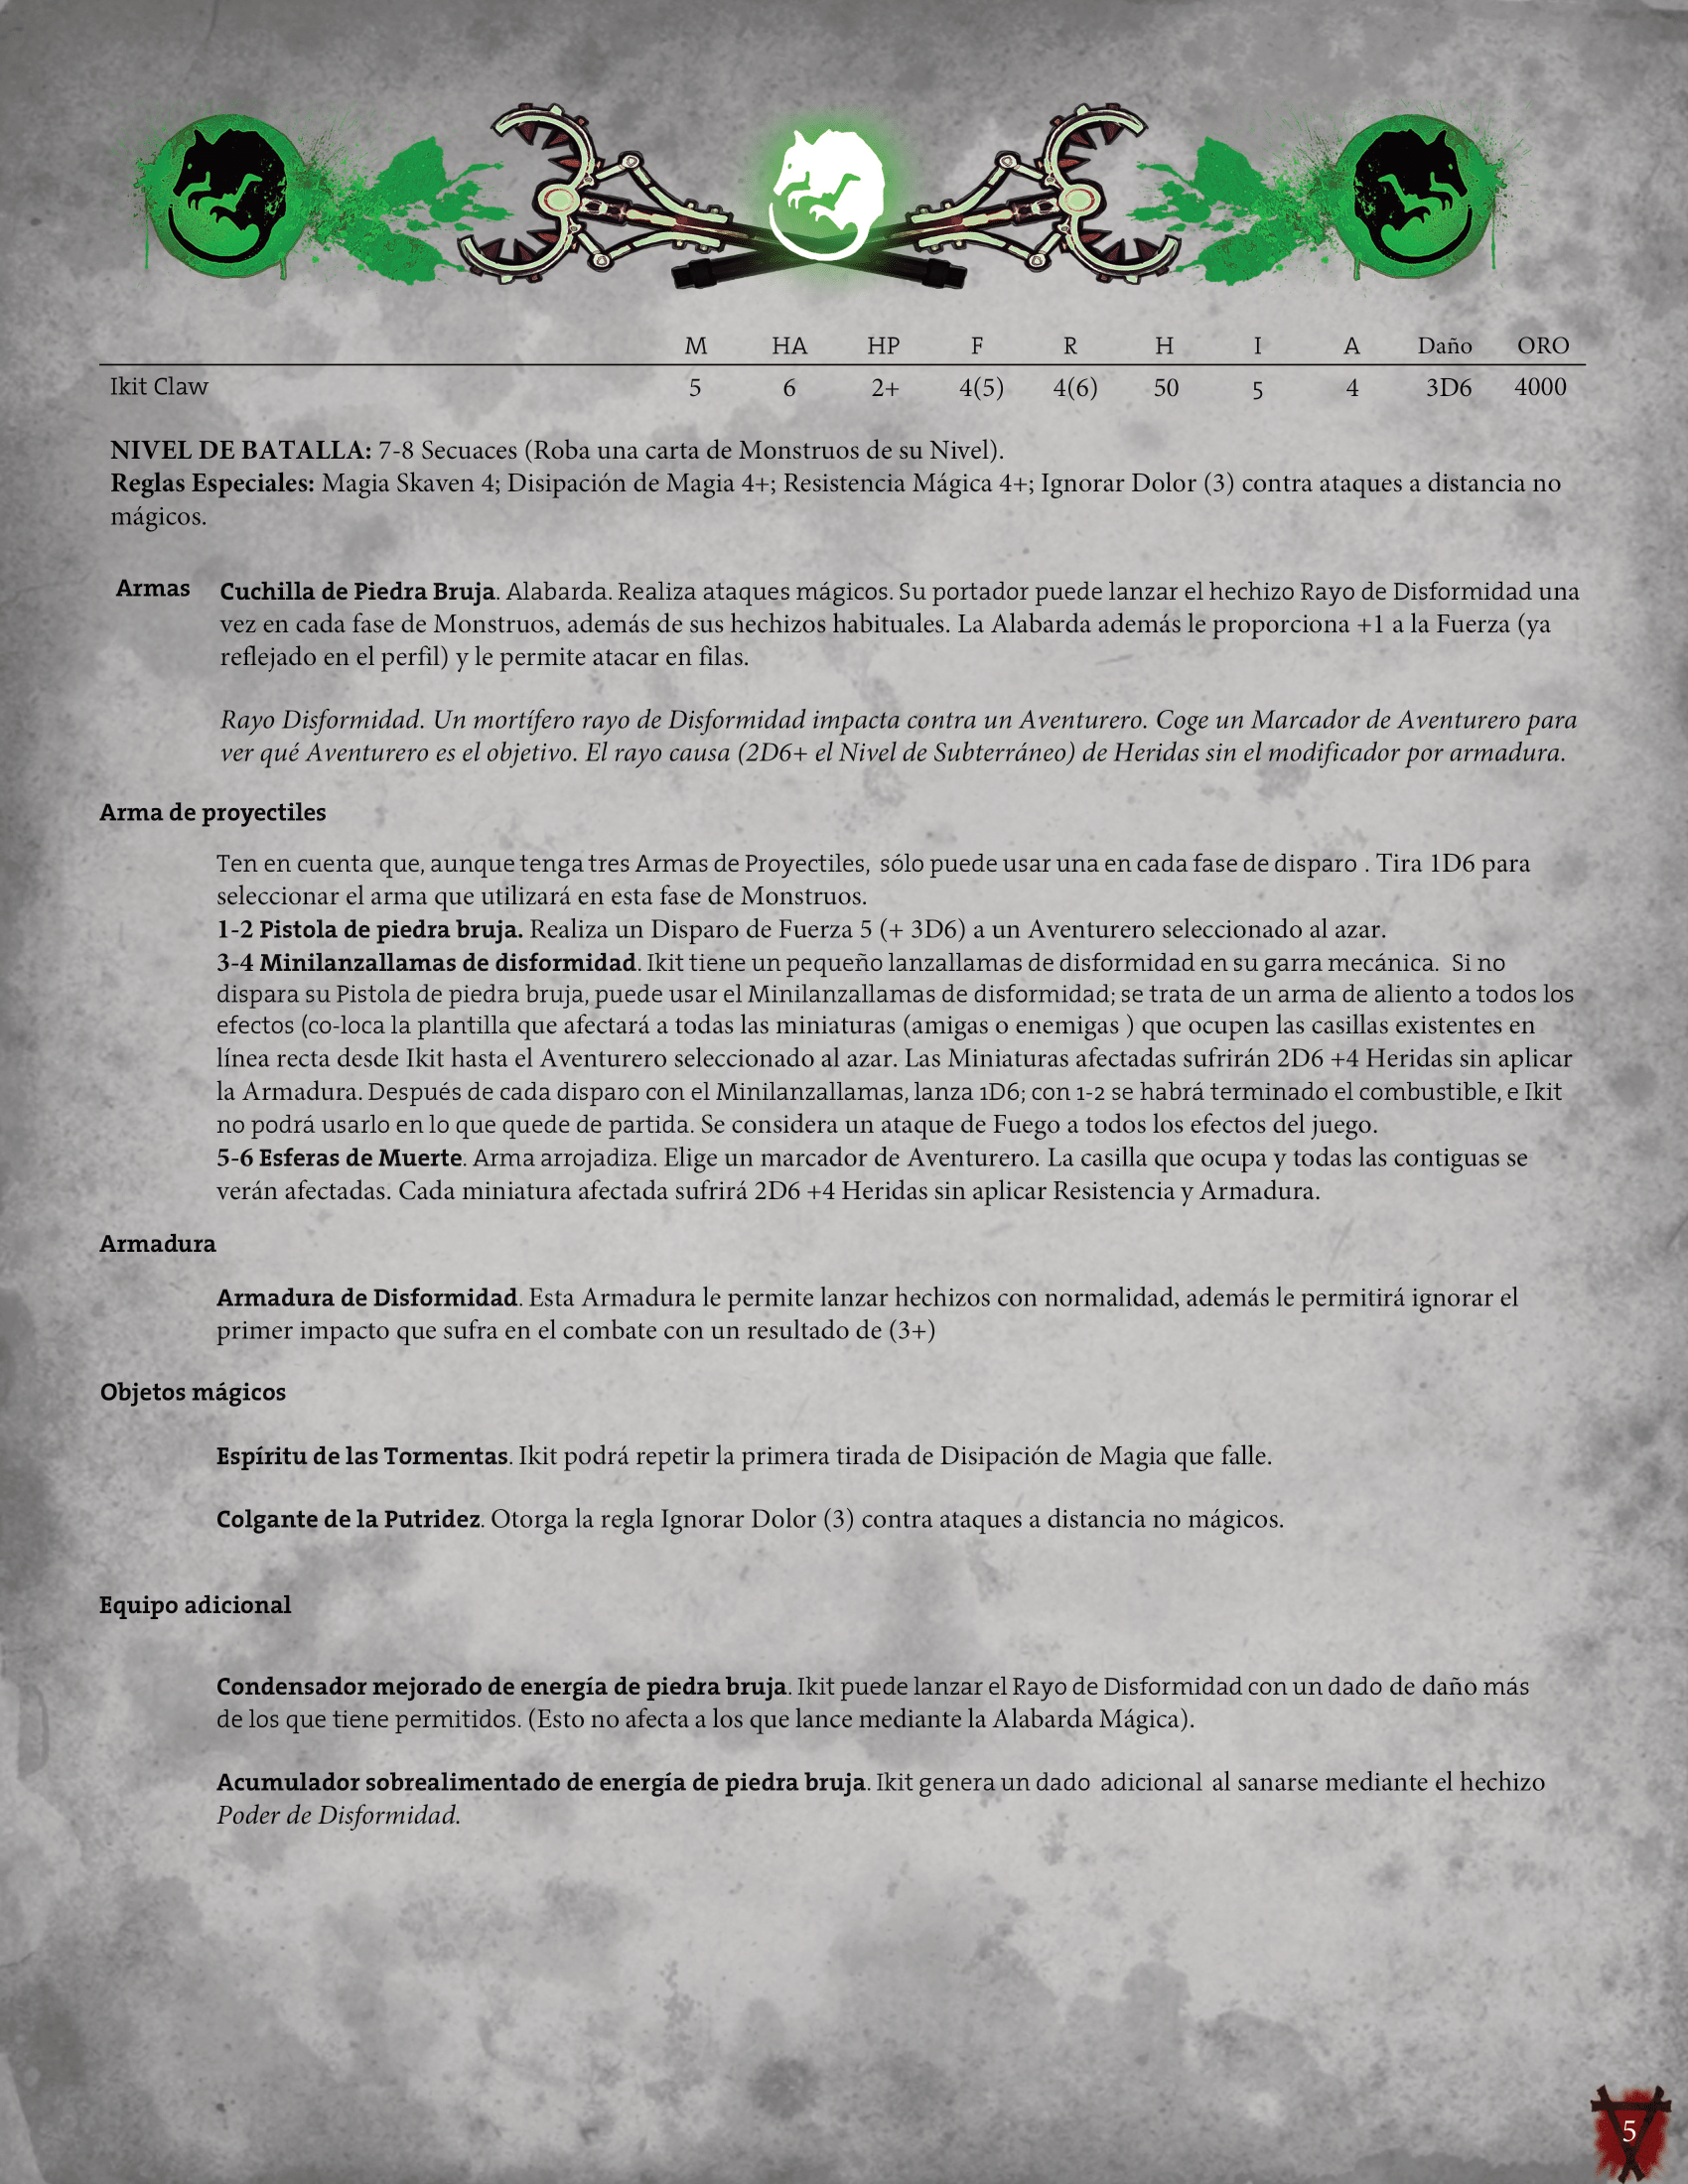 M HA HP F R H I A Daño ORO
Ikit Claw 5 6 2+ 4(5) 4(6) 50 5 4 3D6 4000
NIVEL DE BATALLA: 7-8 Secuaces (Roba una carta de Monstruos de su Nivel).
Reglas Especiales: Magia Skaven 4; Disipación de Magia 4+; Resistencia Mágica 4+; Ignorar Dolor (3) contra ataques a distancia no
mágicos.
Armas Cuchilla de Piedra Bruja. Alabarda. Realiza ataques mágicos. Su portador puede lanzar el hechizo Rayo de Disformidad una
vez en cada fase de Monstruos, además de sus hechizos habituales. La Alabarda además le proporciona +1 a la Fuerza (ya
reflejado en el perfil) y le permite atacar en filas.
Rayo Disformidad. Un mortífero rayo de Disformidad impacta contra un Aventurero. Coge un Marcador de Aventurero para
ver qué Aventurero es el objetivo. El rayo causa (2D6+ el Nivel de Subterráneo) de Heridas sin el modificador por armadura.
Arma de proyectiles
Ten en cuenta que, aunque tenga tres Armas de Proyectiles, sólo puede usar una en cada fase de disparo . Tira 1D6 para
seleccionar el arma que utilizará en esta fase de Monstruos.
1-2 Pistola de piedra bruja. Realiza un Disparo de Fuerza 5 (+ 3D6) a un Aventurero seleccionado al azar.
3-4 Minilanzallamas de disformidad. Ikit tiene un pequeño lanzallamas de disformidad en su garra mecánica. Si no
dispara su Pistola de piedra bruja, puede usar el Minilanzallamas de disformidad; se trata de un arma de aliento a todos los
efectos (co-loca la plantilla que afectará a todas las miniaturas (amigas o enemigas ) que ocupen las casillas existentes en
línea recta desde Ikit hasta el Aventurero seleccionado al azar. Las Miniaturas afectadas sufrirán 2D6 +4 Heridas sin aplicar
la Armadura. Después de cada disparo con el Minilanzallamas, lanza 1D6; con 1-2 se habrá terminado el combustible, e Ikit
no podrá usarlo en lo que quede de partida. Se considera un ataque de Fuego a todos los efectos del juego.
5-6 Esferas de Muerte. Arma arrojadiza. Elige un marcador de Aventurero. La casilla que ocupa y todas las contiguas se
verán afectadas. Cada miniatura afectada sufrirá 2D6 +4 Heridas sin aplicar Resistencia y Armadura.
Armadura
Armadura de Disformidad. Esta Armadura le permite lanzar hechizos con normalidad, además le permitirá ignorar el
primer impacto que sufra en el combate con un resultado de (3+)
Objetos mágicos
Espíritu de las Tormentas. Ikit podrá repetir la primera tirada de Disipación de Magia que falle.
Colgante de la Putridez. Otorga la regla Ignorar Dolor (3) contra ataques a distancia no mágicos.
Equipo adicional
Condensador mejorado de energía de piedra bruja. Ikit puede lanzar el Rayo de Disformidad con un dado de daño más
de los que tiene permitidos. (Esto no afecta a los que lance mediante la Alabarda Mágica).
Acumulador sobrealimentado de energía de piedra bruja. Ikit genera un dado adicional al sanarse mediante el hechizo
Poder de Disformidad.
5